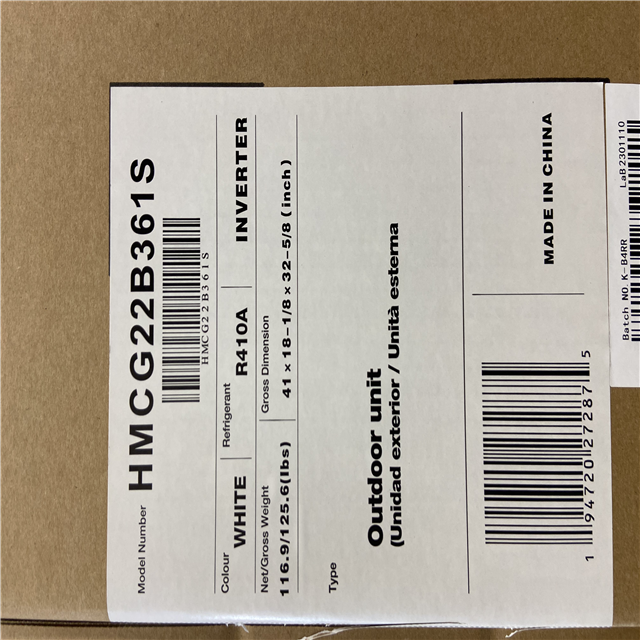 Model Number HMCG22B361S
HMCG22B361S
Colour Refrigerant
WHITE R410A INVERTER
Net/Gross Weight Gross Dimension
116.9/125.6(lbs) 41×18-1/8×32-5/8(inch)
Type
Outdoor unit
(Unidad exterior / Unità estema
MADE IN CHINA
1 94720 27287 5
Batch NO. K-B4RR LaB2301110